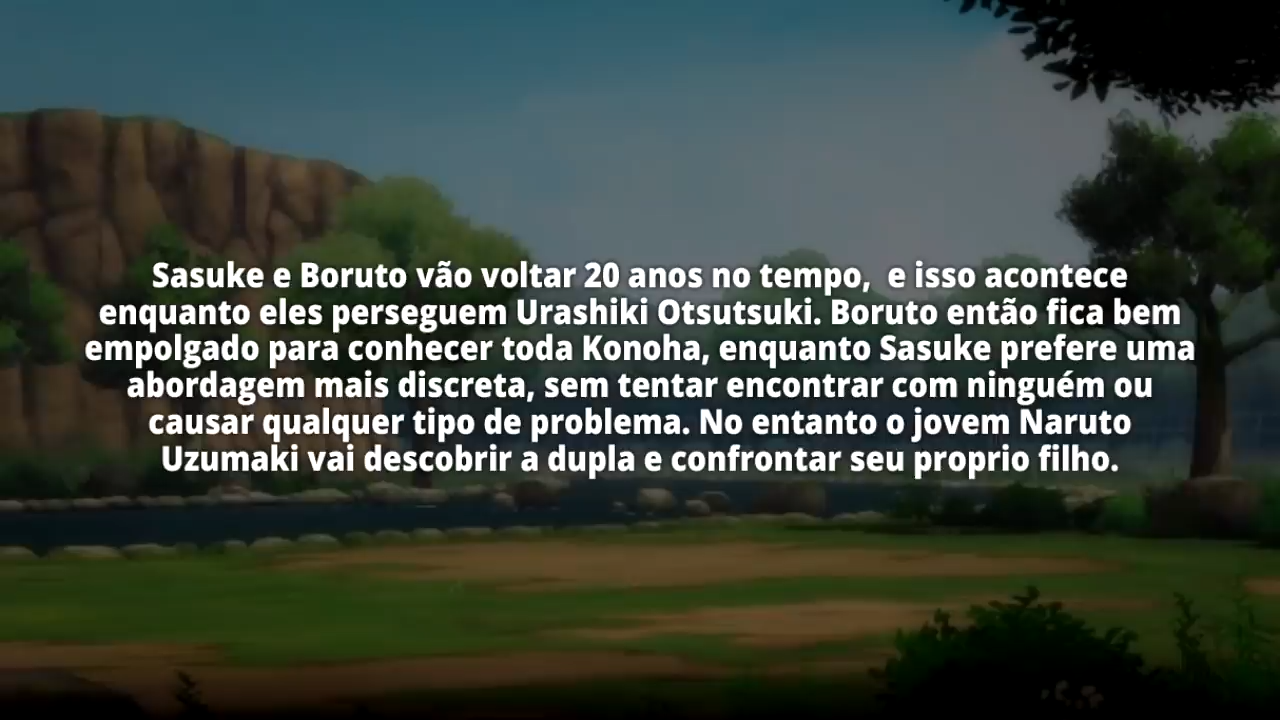 Sasuke e Boruto vão voltar 20 anos no tempo,  e isso acontece
enquanto eles perseguem Urashiki Otsutsuki. Boruto então fica bem
empolgado para conhecer toda Konoha, enquanto Sasuke prefere uma
abordagem mais discreta, sem tentar encontrar com ninguém ou
causar qualquer tipo de problema. No entanto o jovem Naruto
Uzumaki vai descobrir a dupla e confrontar seu proprio filho.